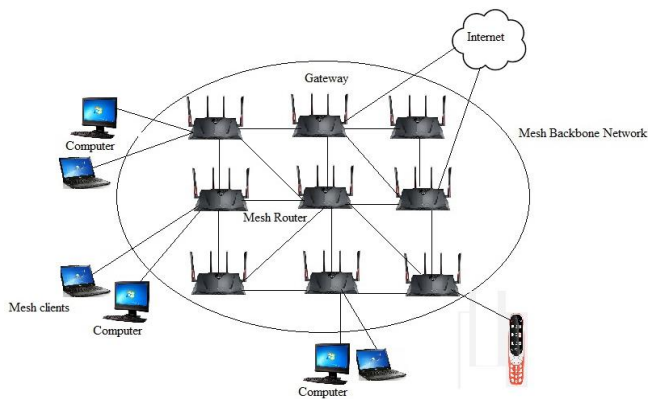 Internet
Gateway
Mesh Backbone Network
Computer
Mesh Router
Mesh clients
Computer
Computer